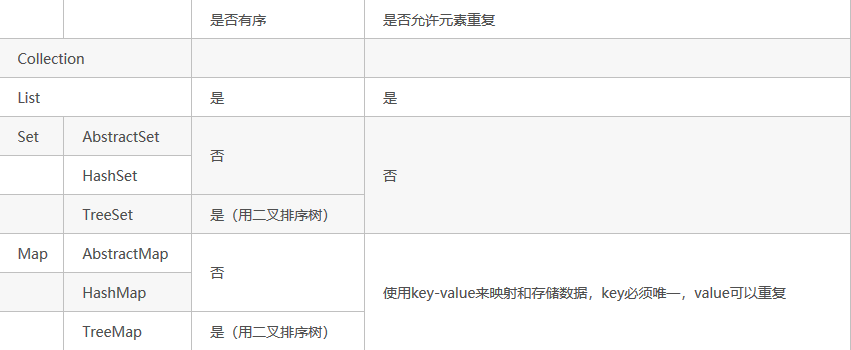 是否有序 是否允许元素重复
Collection
List 是 是
Set AbstractSet 否 否
HashSet
TreeSet 是（用二叉排序树）
Map AbstractMap 否 使用key-value来映射和存储数据，key必须唯一，value可以重复
HashMap
TreeMap 是（用二叉排序树）